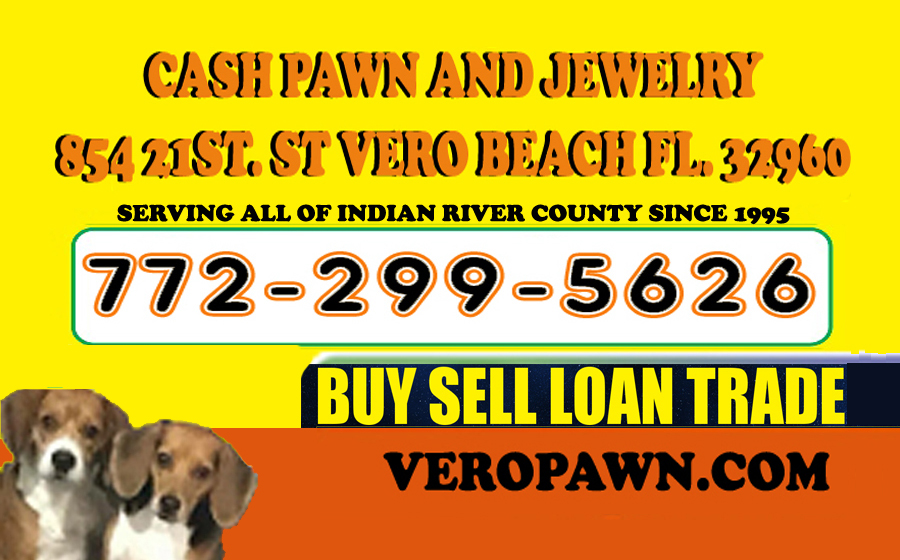 CASH PAWN AND JEWELRY
854 21ST. ST VERO BEACH FL. 32960
SERVING ALL OF INDIAN RIVER COUNTY SINCE 1995
772-299-5626
BUY SELL LOAN TRADE
VEROPAWN.COM